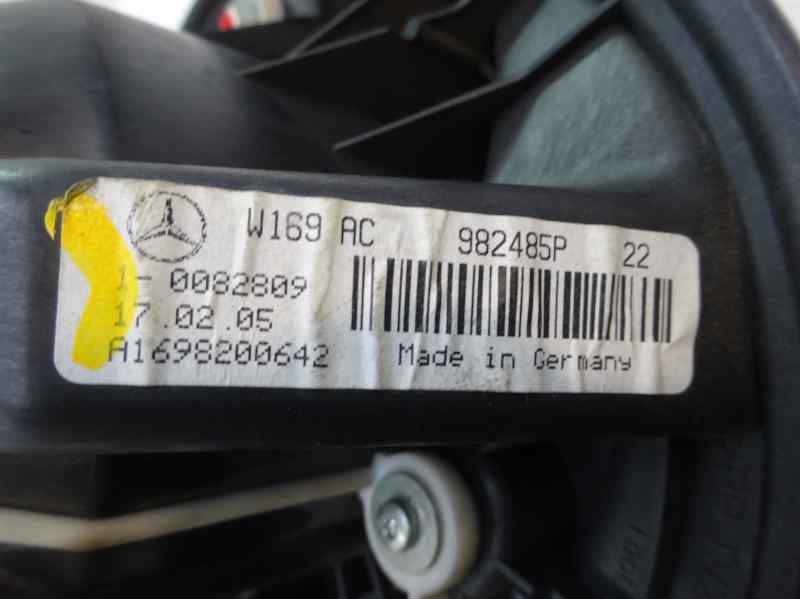 W169 AC 982485P 22
1- 0082809
17.02.05
A1698200642
Made in Germany